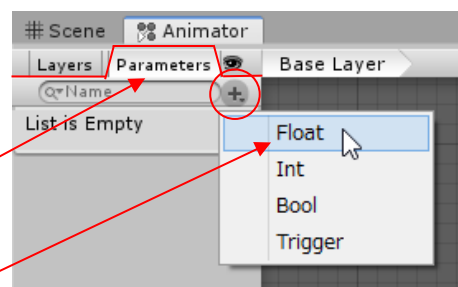 # Scene Animator
Layers Parameters Base Layer
Name
List is Empty
Float
Int
Bool
Trigger